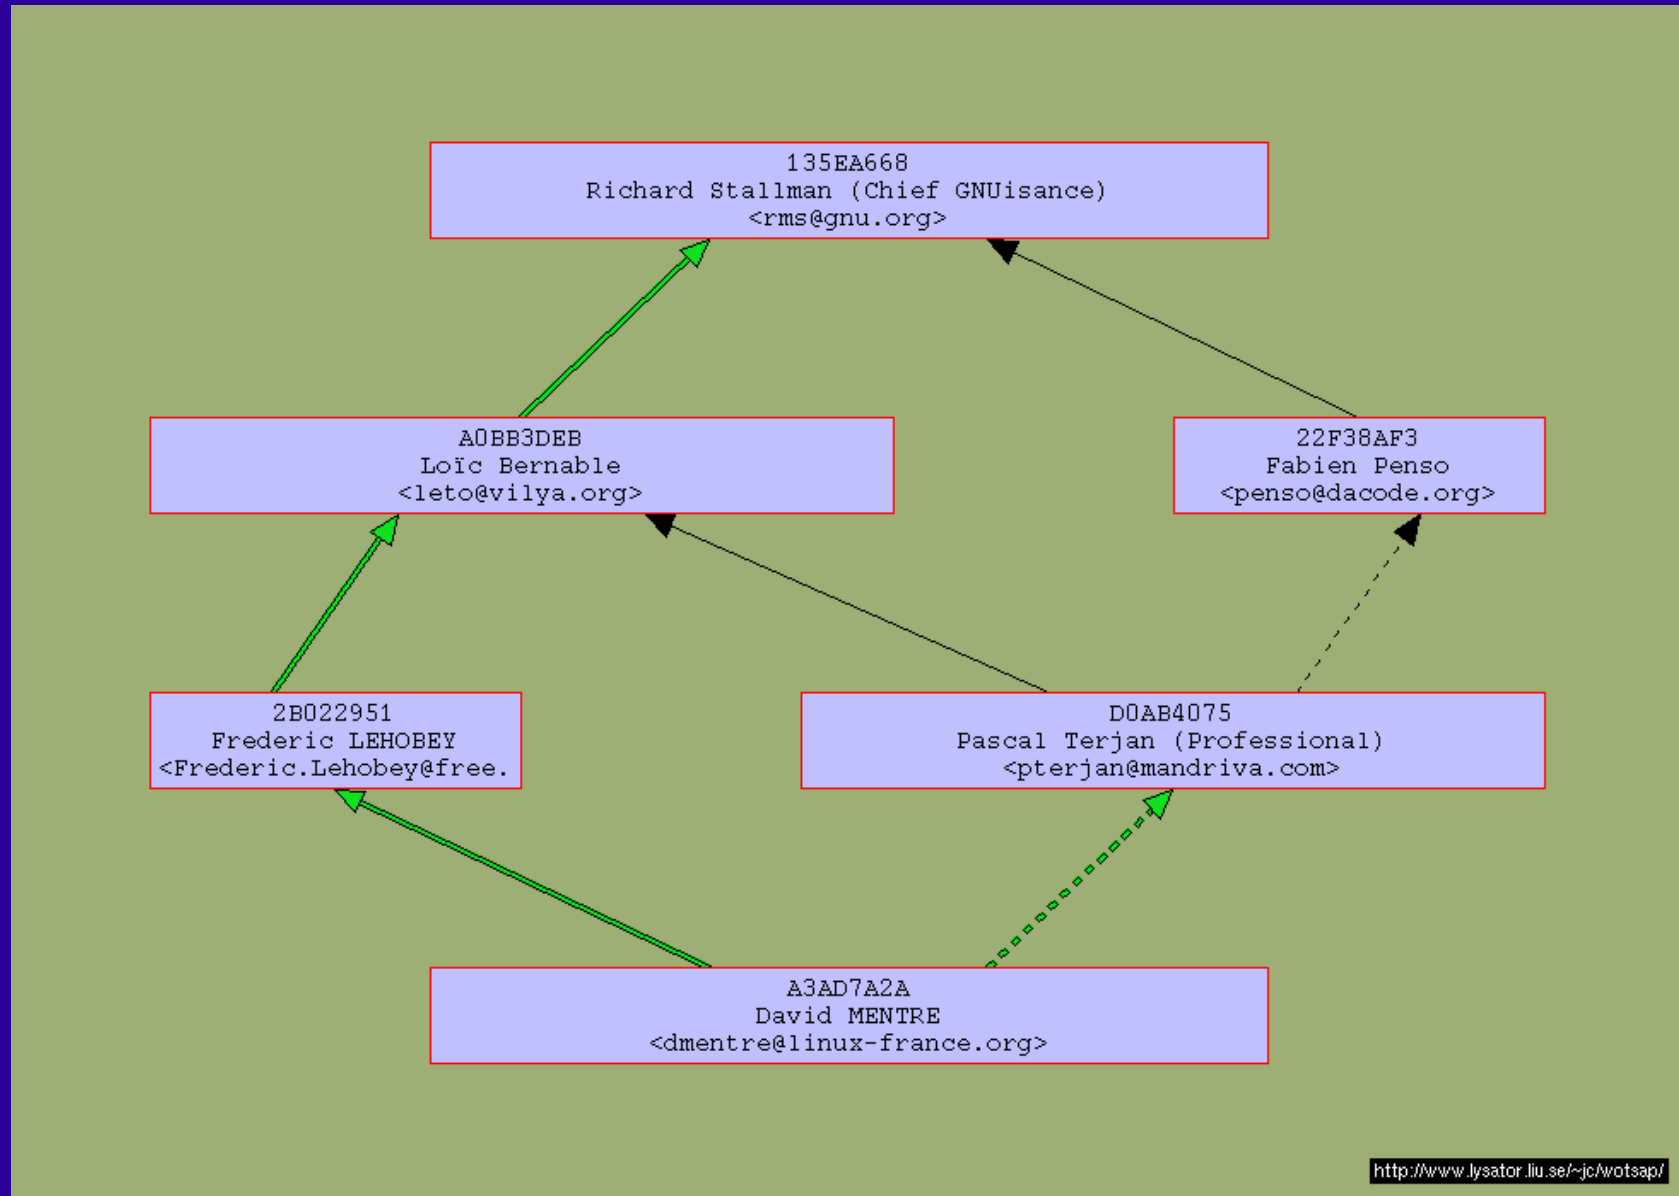 135EA668
Richard Stallman (Chief GNUisance)
<rms@gnu.org>
A0BB3DEB
Loïc Bernable
<leto@vilya.org>
22F38AF3
Fabien Penso
<penso@dacode.org>
2B022951
Frederic LEHOBEY
<Frederic.Lehobey@free.
D0AB4075
Pascal Terjan (Professional)
<pterjan@mandriva.com>
A3AD7A2A
David MENTRE
<dmentre@linux-france.org>
http://www.lysator.liu.se/~jc/wotsap/